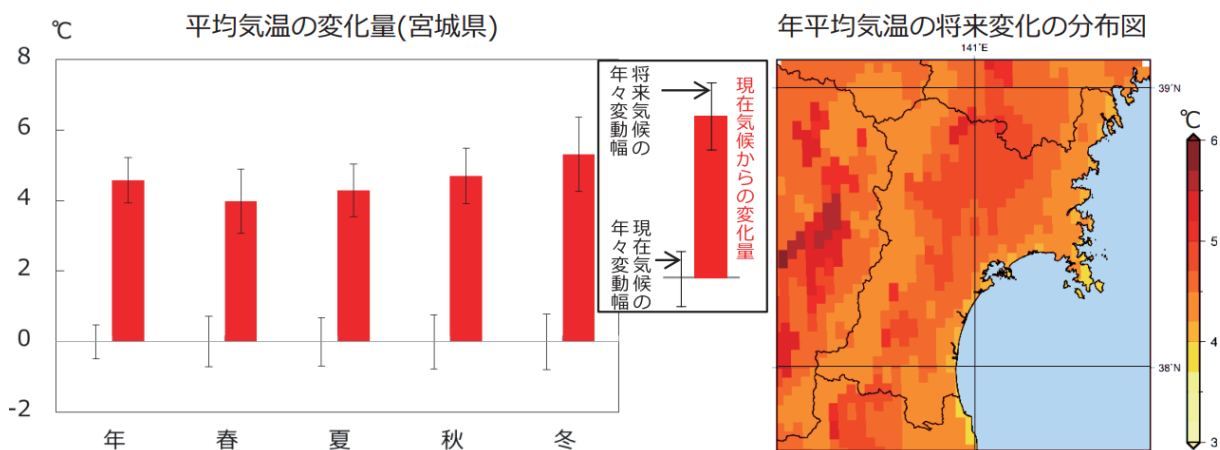 平均気温の変化量(宮城県)
℃
8
6
4
2
0
-2
年
春
夏
秋
冬
将来気候の
年々変動幅
現在気候からの変化量
現在気候の
年々変動幅
年平均気温の将来変化の分布図
141°E
39°N
38°N
℃
6
5
4
3